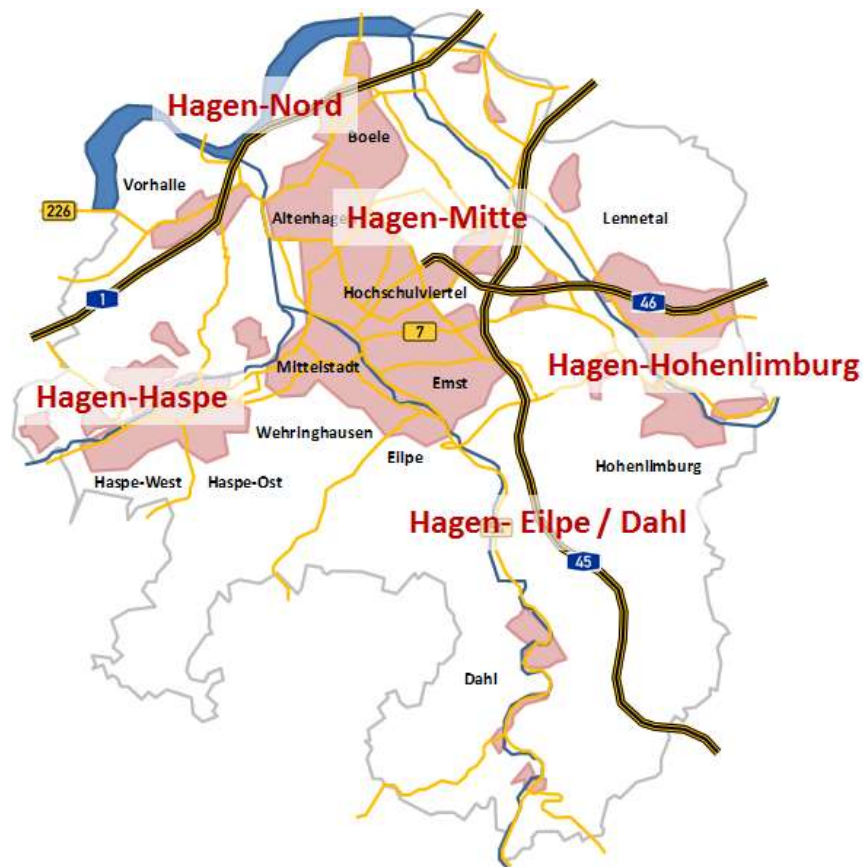 Hagen-Nord
Boele
Vorhalle
226
Altenhage
Hagen-Mitte
Lennetal
Hochschulviertel
1
46
7
Mittelstadt
Emst
Hagen-Hohenlimburg
Hagen-Haspe
Wehringhausen
Eilpe
Hohenlimburg
Haspe-West
Haspe-Ost
Hagen- Eilpe / Dahl
45
Dahl